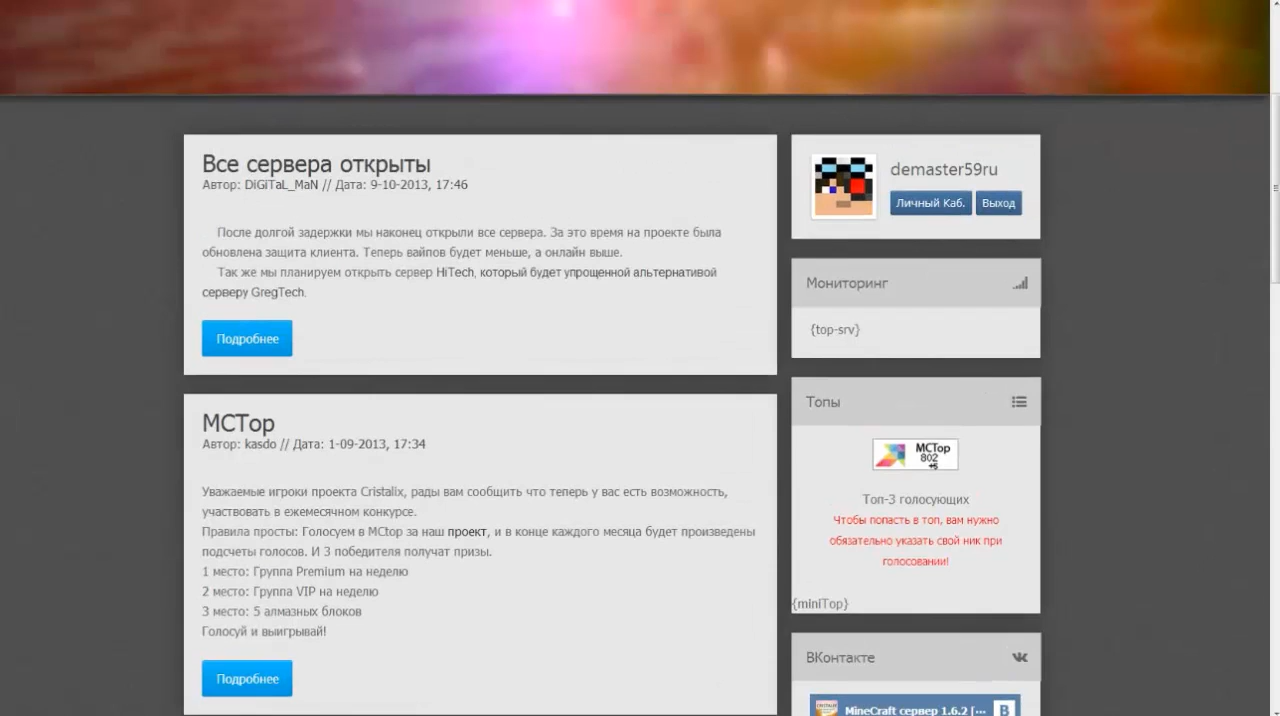 Все сервера открыты
Автор: DiGiTaL_MaN // Дата: 9-10-2013, 17:46
После долгой задержки мы наконец открыли все сервера. За это время на проекте была
обновлена защита клиента. Теперь вайпов будет меньше, а онлайн выше.
Так же мы планируем открыть сервер HiTech, который будет упрощенной альтернативой
серверу GregTech.
Подробнее
MCTop
Автор: kasdo // Дата: 1-09-2013, 17:34
Уважаемые игроки проекта Cristalix, рады вам сообщить что теперь у вас есть возможность,
участвовать в ежемесячном конкурсе.
Правила просты: Голосуем в MCtop за наш проект, и в конце каждого месяца будет произведены
подсчеты голосов. И 3 победителя получат призы.
1 место: Группа Premium на неделю
2 место: Группа VIP на неделю
3 место: 5 алмазных блоков
Голосуй и выигрывай!
Подробнее
demaster59ru
Личный Каб. Выход
Мониторинг
{top-srv}
Топы
MCTop
802
+6
Топ-3 голосующих
Чтобы попасть в топ, вам нужно
обязательно указать свой ник при
голосовании!
{miniTop}
ВКонтакте
MineCraft сервер 1.6.2 [···
B